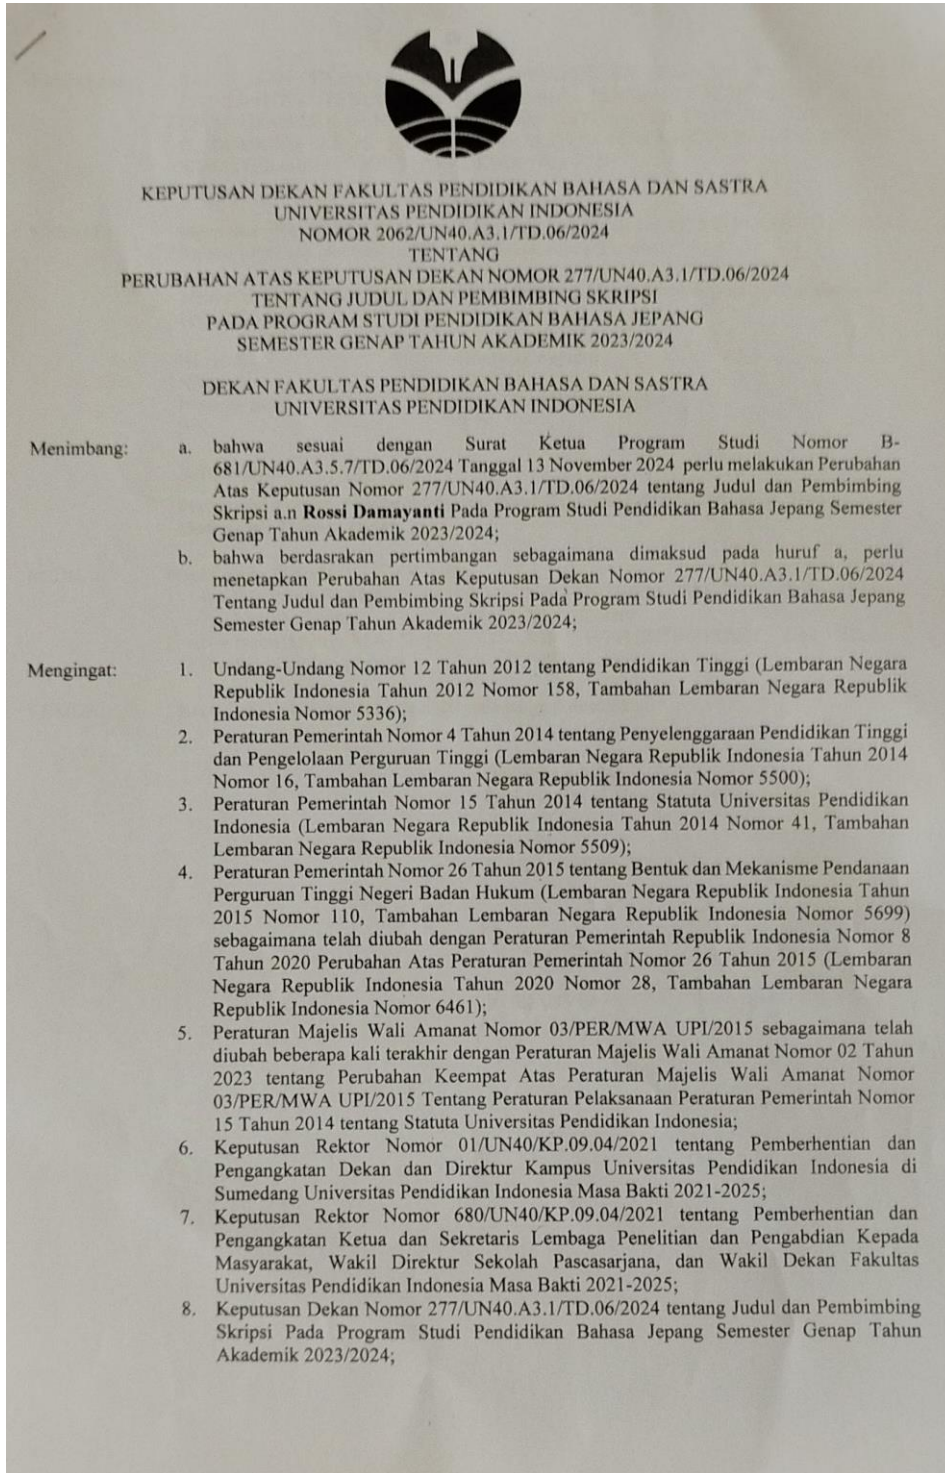 KEPUTUSAN DEKAN FAKULTAS PENDIDIKAN BAHASA DAN SASTRA
UNIVERSITAS PENDIDIKAN INDONESIA
NOMOR 2062/UN40.A3.1/TD.06/2024
TENTANG
PERUBAHAN ATAS KEPUTUSAN DEKAN NOMOR 277/UN40.A3.1/TD.06/2024
TENTANG JUDUL DAN PEMBIMBING SKRIPSI
PADA PROGRAM STUDI PENDIDIKAN BAHASA JEPANG
SEMESTER GENAP TAHUN AKADEMIK 2023/2024
DEKAN FAKULTAS PENDIDIKAN BAHASA DAN SASTRA
UNIVERSITAS PENDIDIKAN INDONESIA
Menimbang: a. bahwa sesuai dengan Surat Ketua Program Studi Nomor B-
681/UN40.A3.5.7/TD.06/2024 Tanggal 13 November 2024 perlu melakukan Perubahan
Atas Keputusan Nomor 277/UN40.A3.1/TD.06/2024 tentang Judul dan Pembimbing
Skripsi a.n Rossi Damayanti Pada Program Studi Pendidikan Bahasa Jepang Semester
Genap Tahun Akademik 2023/2024;
b. bahwa berdasrakan pertimbangan sebagaimana dimaksud pada huruf a, perlu
menetapkan Perubahan Atas Keputusan Dekan Nomor 277/UN40.A3.1/TD.06/2024
Tentang Judul dan Pembimbing Skripsi Pada Program Studi Pendidikan Bahasa Jepang
Semester Genap Tahun Akademik 2023/2024;
Mengingat: 1. Undang-Undang Nomor 12 Tahun 2012 tentang Pendidikan Tinggi (Lembaran Negara
Republik Indonesia Tahun 2012 Nomor 158, Tambahan Lembaran Negara Republik
Indonesia Nomor 5336);
2. Peraturan Pemerintah Nomor 4 Tahun 2014 tentang Penyelenggaraan Pendidikan Tinggi
dan Pengelolaan Perguruan Tinggi (Lembaran Negara Republik Indonesia Tahun 2014
Nomor 16, Tambahan Lembaran Negara Republik Indonesia Nomor 5500);
3. Peraturan Pemerintah Nomor 15 Tahun 2014 tentang Statuta Universitas Pendidikan
Indonesia (Lembaran Negara Republik Indonesia Tahun 2014 Nomor 41, Tambahan
Lembaran Negara Republik Indonesia Nomor 5509);
4. Peraturan Pemerintah Nomor 26 Tahun 2015 tentang Bentuk dan Mekanisme Pendanaan
Perguruan Tinggi Negeri Badan Hukum (Lembaran Negara Republik Indonesia Tahun
2015 Nomor 110, Tambahan Lembaran Negara Republik Indonesia Nomor 5699)
sebagaimana telah diubah dengan Peraturan Pemerintah Republik Indonesia Nomor 8
Tahun 2020 Perubahan Atas Peraturan Pemerintah Nomor 26 Tahun 2015 (Lembaran
Negara Republik Indonesia Tahun 2020 Nomor 28, Tambahan Lembaran Negara
Republik Indonesia Nomor 6461);
5. Peraturan Majelis Wali Amanat Nomor 03/PER/MWA UPI/2015 sebagaimana telah
diubah beberapa kali terakhir dengan Peraturan Majelis Wali Amanat Nomor 02 Tahun
2023 tentang Perubahan Keempat Atas Peraturan Majelis Wali Amanat Nomor
03/PER/MWA UPI/2015 Tentang Peraturan Pelaksanaan Peraturan Pemerintah Nomor
15 Tahun 2014 tentang Statuta Universitas Pendidikan Indonesia;
6. Keputusan Rektor Nomor 01/UN40/KP.09.04/2021 tentang Pemberhentian dan
Pengangkatan Dekan dan Direktur Kampus Universitas Pendidikan Indonesia di
Sumedang Universitas Pendidikan Indonesia Masa Bakti 2021-2025;
7. Keputusan Rektor Nomor 680/UN40/KP.09.04/2021 tentang Pemberhentian dan
Pengangkatan Ketua dan Sekretaris Lembaga Penelitian dan Pengabdian Kepada
Masyarakat, Wakil Direktur Sekolah Pascasarjana, dan Wakil Dekan Fakultas
Universitas Pendidikan Indonesia Masa Bakti 2021-2025;
8. Keputusan Dekan Nomor 277/UN40.A3.1/TD.06/2024 tentang Judul dan Pembimbing
Skripsi Pada Program Studi Pendidikan Bahasa Jepang Semester Genap Tahun
Akademik 2023/2024;